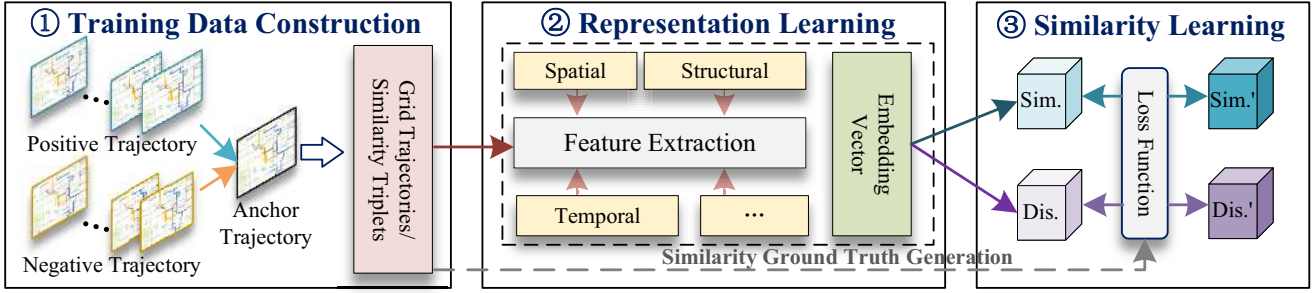 ① Training Data Construction
Positive Trajectory
Negative Trajectory
Anchor
Trajectory
Grid Trajectories/
Similarity Triplets
② Representation Learning
Spatial
Structural
Feature Extraction
Temporal
...
Embedding
Vector
Similarity Ground Truth Generation
③ Similarity Learning
Sim.
Loss Function
Sim.'
Dis.
Dis.'